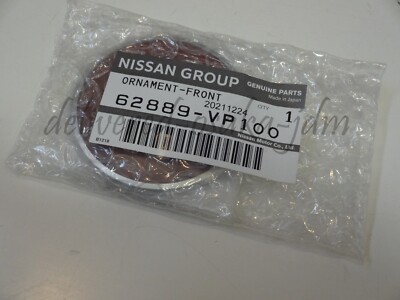 NISSAN GROUP
GENUINE PARTS
Made in Japan
ORNAMENT-FRONT
20211224
QTY
1
62889-VP100
Nissan Motor Co., Ltd.